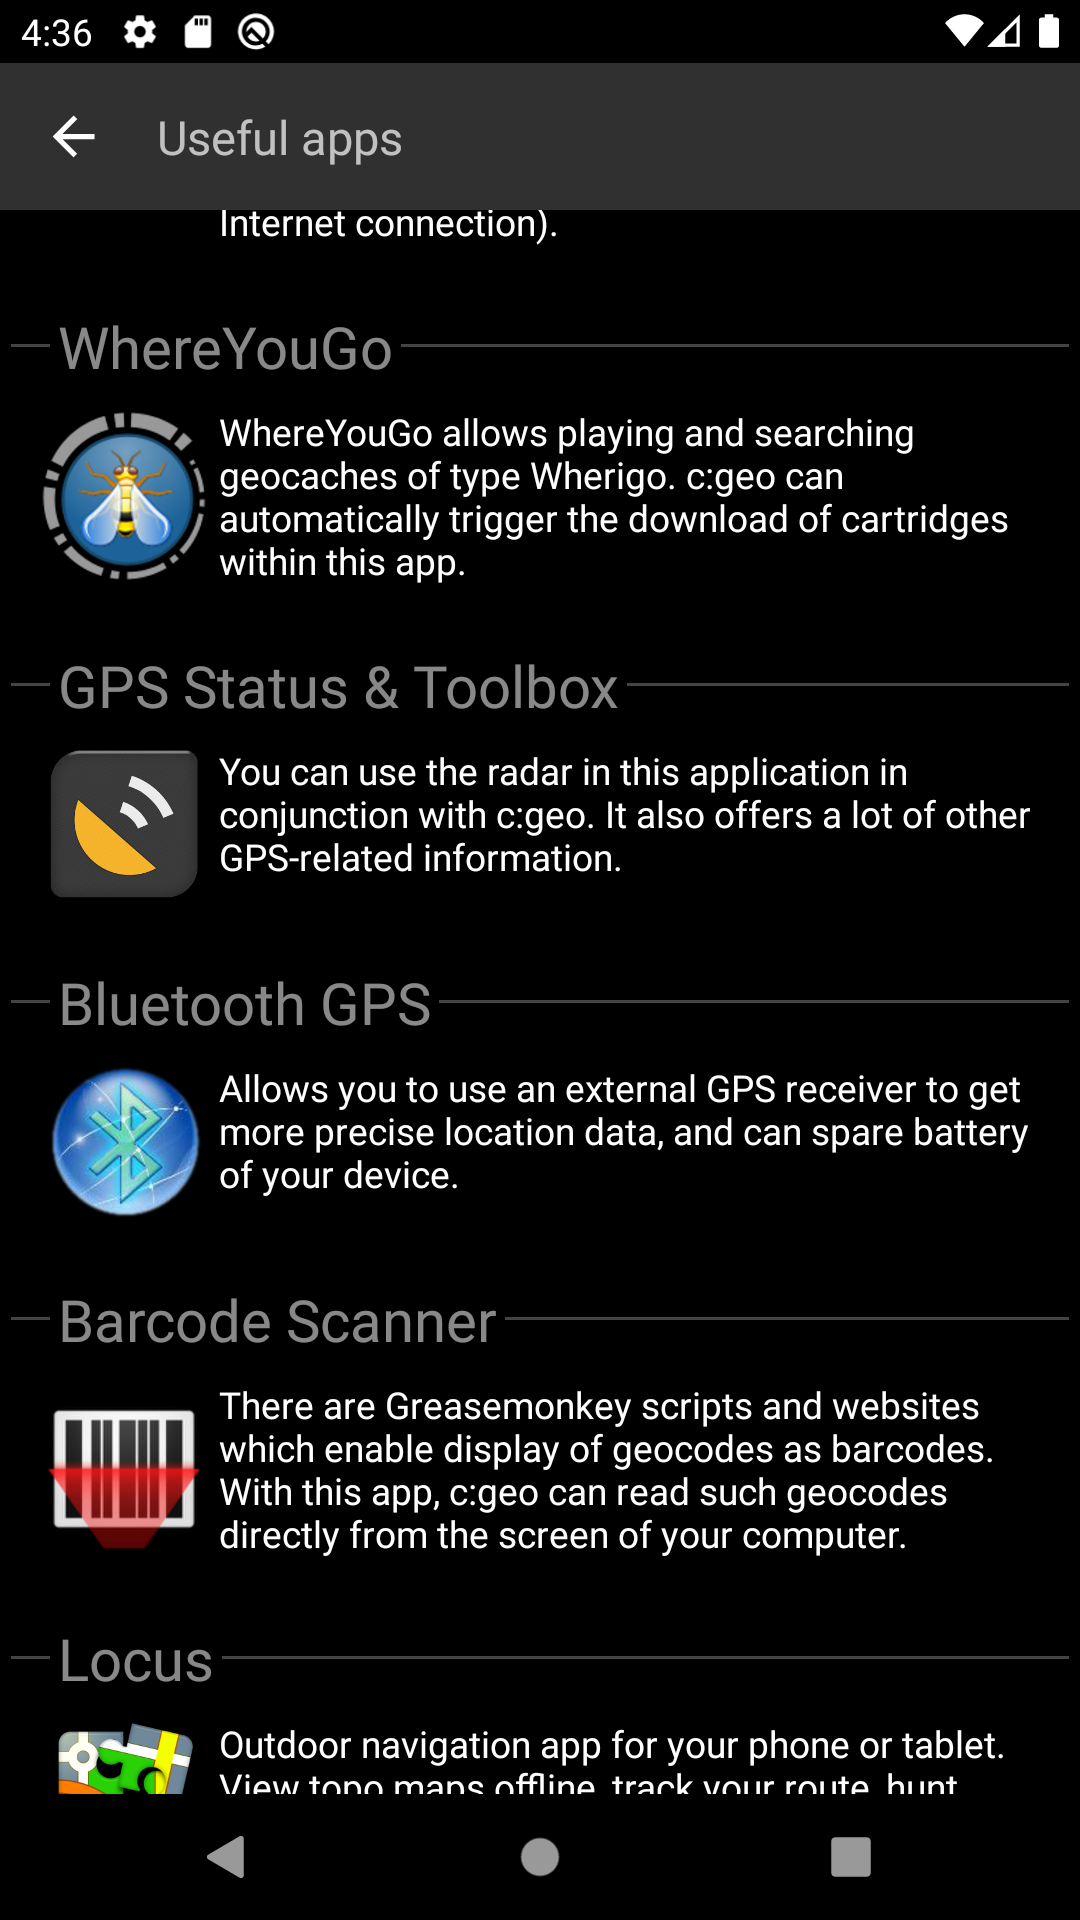 4:36
Useful apps
Internet connection).
WhereYouGo
WhereYouGo allows playing and searching
geocaches of type Wherigo. c:geo can
automatically trigger the download of cartridges
within this app.
GPS Status & Toolbox
You can use the radar in this application in
conjunction with c:geo. It also offers a lot of other
GPS-related information.
Bluetooth GPS
Allows you to use an external GPS receiver to get
more precise location data, and can spare battery
of your device.
Barcode Scanner
There are Greasemonkey scripts and websites
which enable display of geocodes as barcodes.
With this app, c:geo can read such geocodes
directly from the screen of your computer.
Locus
Outdoor navigation app for your phone or tablet.
View topo maps offline, track your route, hunt